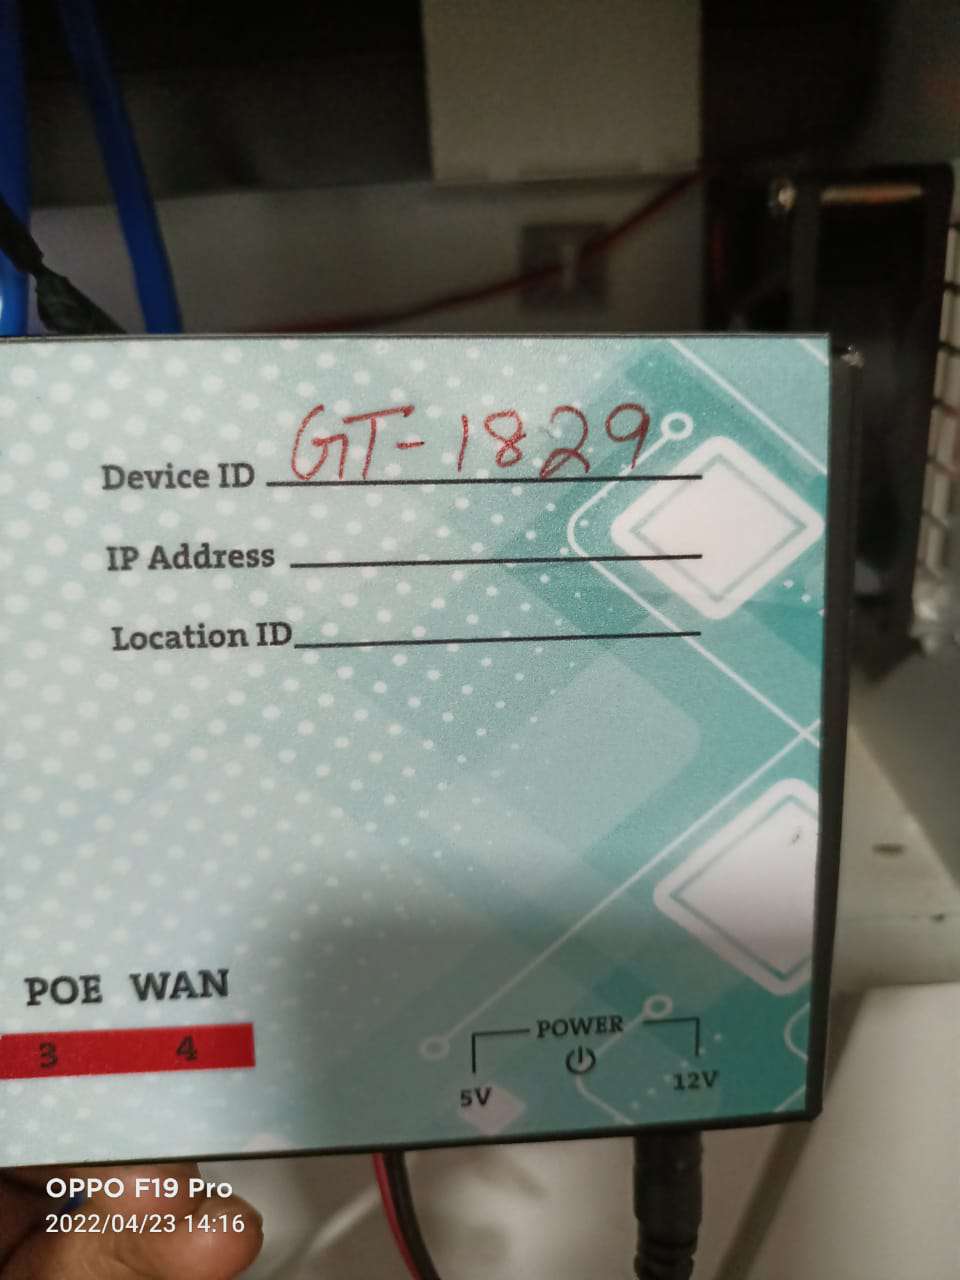 Device ID GT-1829
IP Address
Location ID
POE WAN
3 4
POWER
5V 12V
OPPO F19 Pro
2022/04/23 14:16